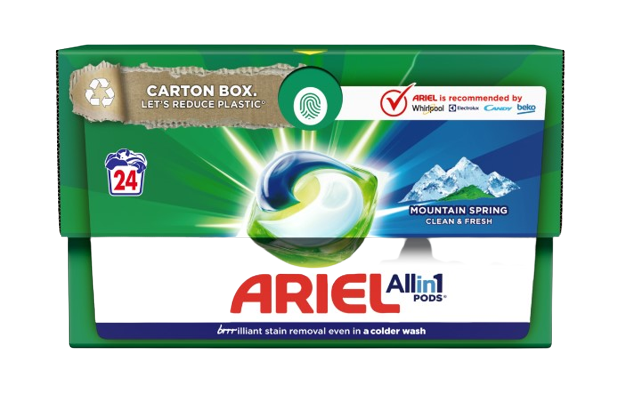 CARTON BOX.
LET'S REDUCE PLASTIC*
ARIEL is recommended by
Whirlpool Electrolux CANDY beko
24
MOUNTAIN SPRING
CLEAN & FRESH
ARIEL Allin1
PODS®
brrrilliant stain removal even in a colder wash